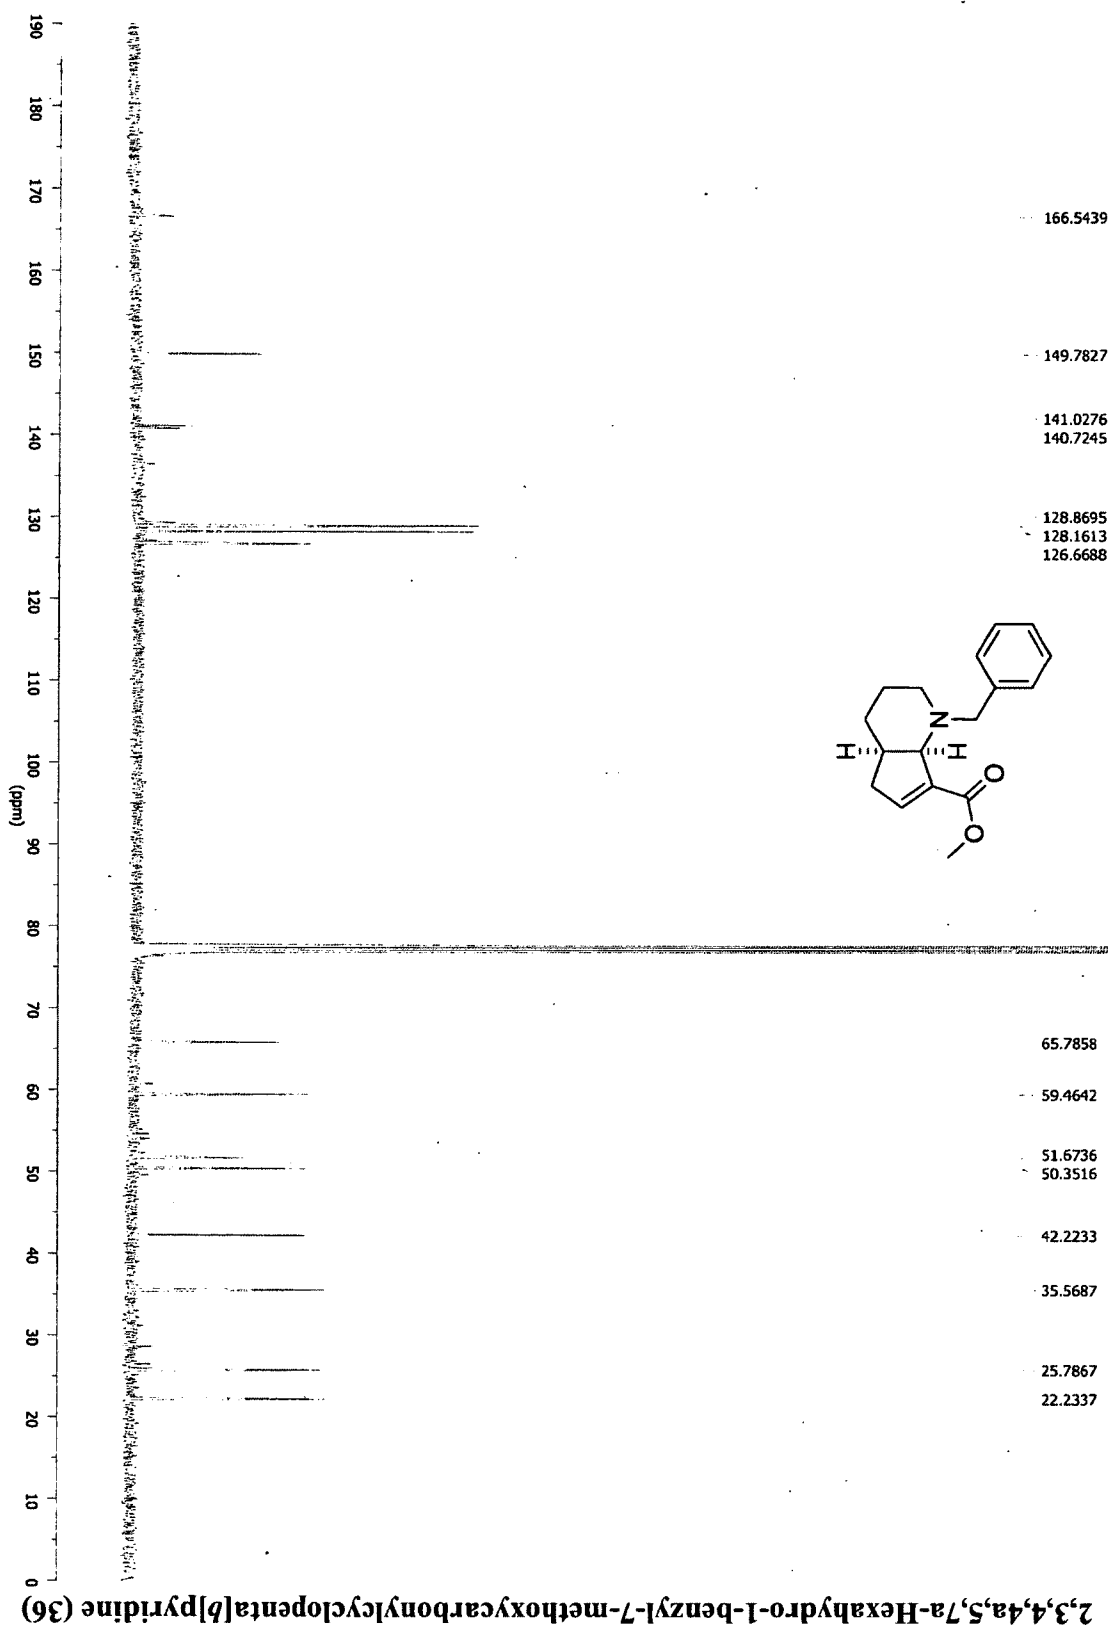 166.5439
149.7827
141.0276
140.7245
128.8695
128.1613
126.6688
N
H
H
O
O
65.7858
59.4642
51.6736
50.3516
42.2233
35.5687
25.7867
22.2337
190 180 170 160 150 140 130 120 110 100 90 80 70 60 50 40 30 20 10 0
(ppm)
2,3,4,4a,5,7a-Hexahydro-1-benzyl-7-methoxycarbonylcyclopenta[b]pyridine (36)